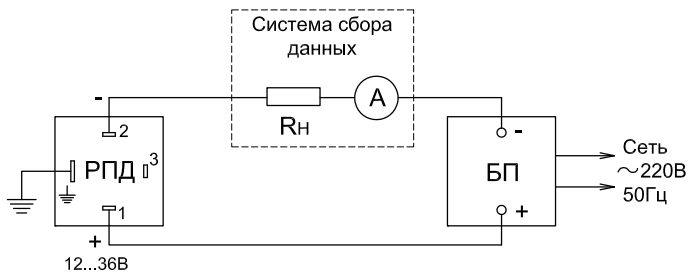 Система сбора
данных
Rн
A
-
2
РПД
3
1
+
12...36В
-
БП
+
Сеть
~220В
50Гц